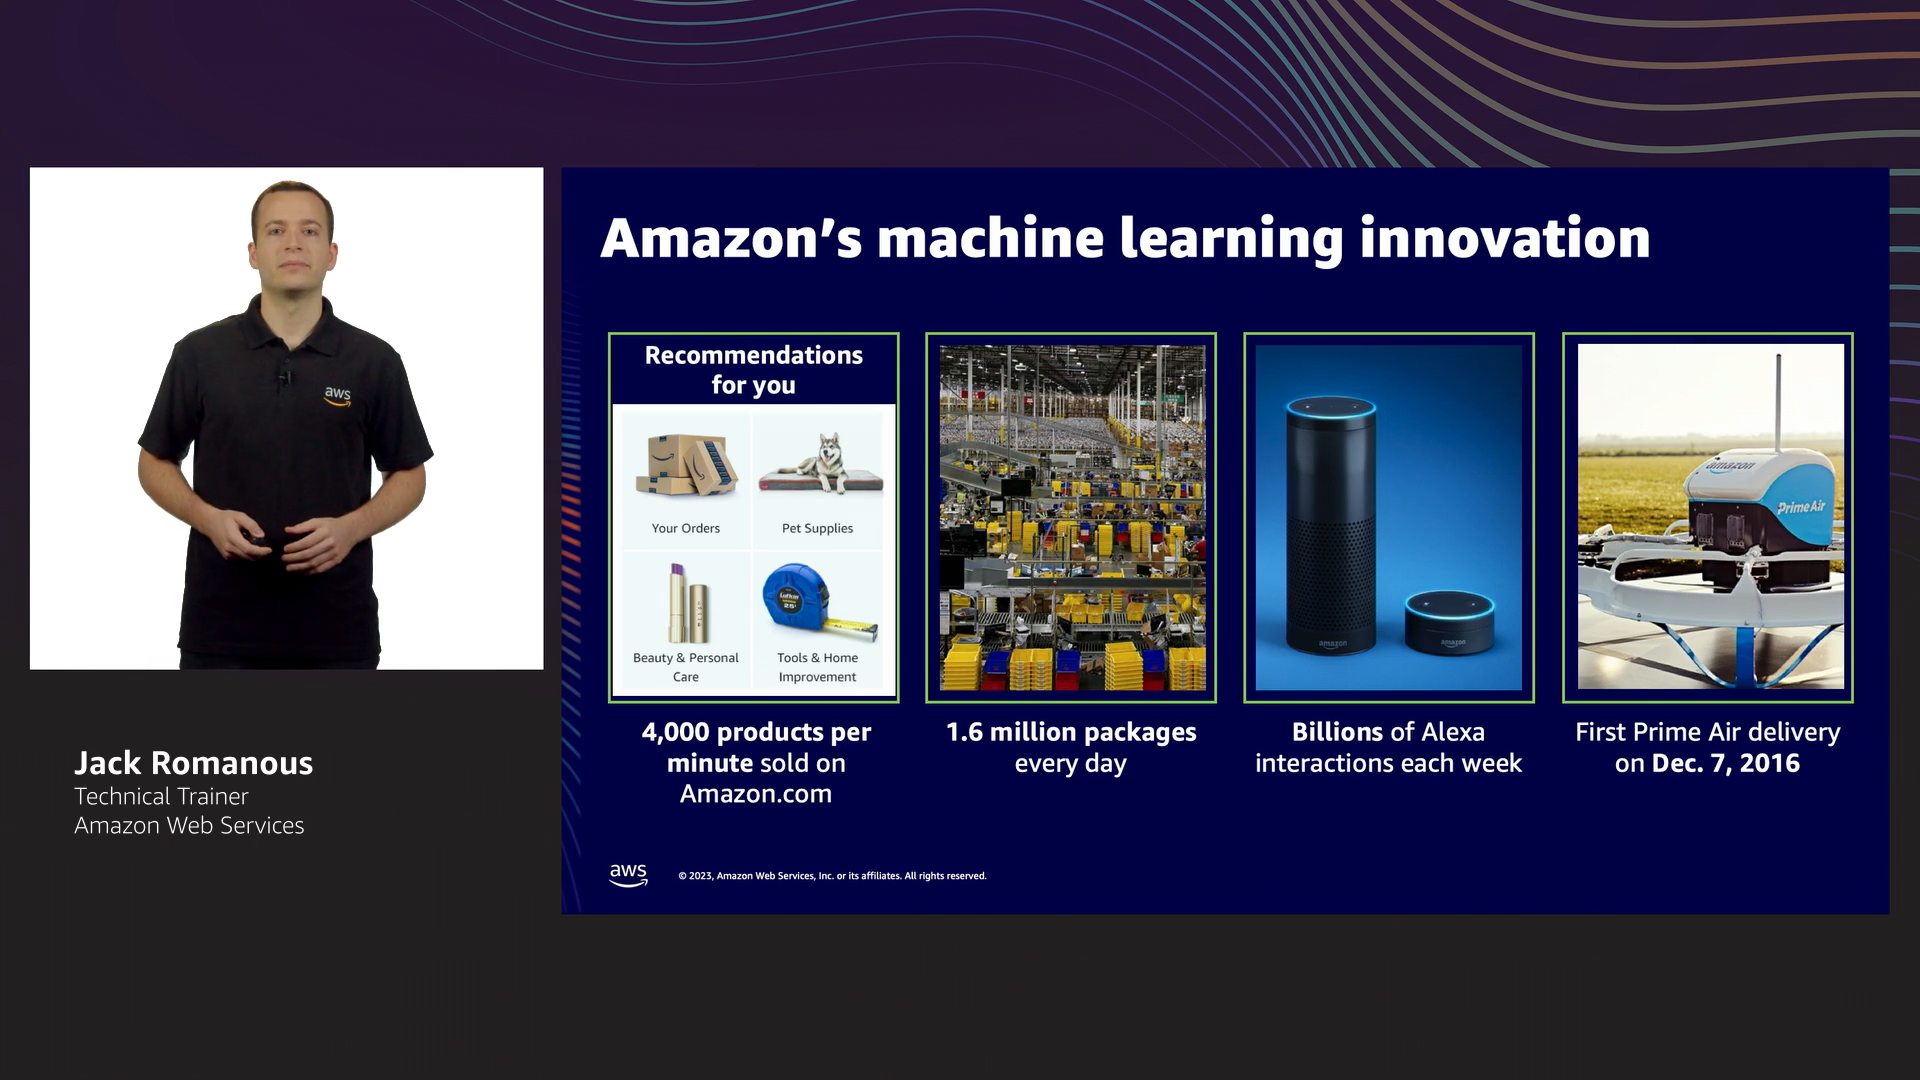 Amazon's machine learning innovation
aws
Recommendations
for you
Your Orders
Pet Supplies
Beauty & Personal
Care
Tools & Home
Improvement
Lufkin
25'
amazon
amazon
amazon
Prime Air
4,000 products per
minute sold on
Amazon.com
1.6 million packages
every day
Billions of Alexa
interactions each week
First Prime Air delivery
on Dec. 7, 2016
Jack Romanous
Technical Trainer
Amazon Web Services
aws
© 2023, Amazon Web Services, Inc. or its affiliates. All rights reserved.